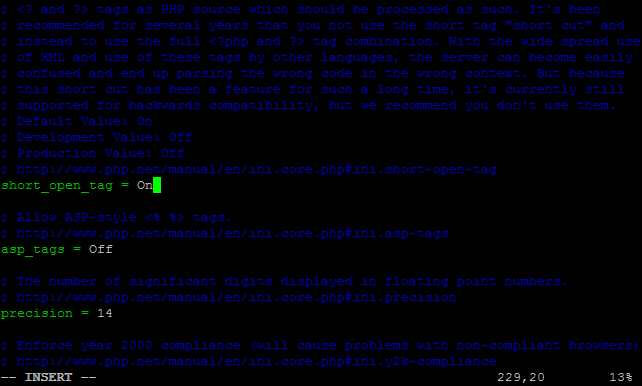 ; <? and ?> tags as PHP source which should be processed as such. It's been
; recommended for several years that you not use the short tag "short cut" and
; instead to use the full <?php and ?> tag combination. With the wide spread use
; of XML and use of these tags by other languages, the server can become easily
; confused and end up parsing the wrong code in the wrong context. But because
; this short cut has been a feature for such a long time, it's currently still
; supported for backwards compatibility, but we recommend you don't use them.
; Default Value: On
; Development Value: Off
; Production Value: Off
; http://www.php.net/manual/en/ini.core.php#ini.short-open-tag
short_open_tag = On
; Allow ASP-style <% %> tags.
; http://www.php.net/manual/en/ini.core.php#ini.asp-tags
asp_tags = Off
; The number of significant digits displayed in floating point numbers.
; http://www.php.net/manual/en/ini.core.php#ini.precision
precision = 14
; Enforce year 2000 compliance (will cause problems with non-compliant browsers)
; http://www.php.net/manual/en/ini.core.php#ini.y2k-compliance
-- INSERT -- 229,20 13%